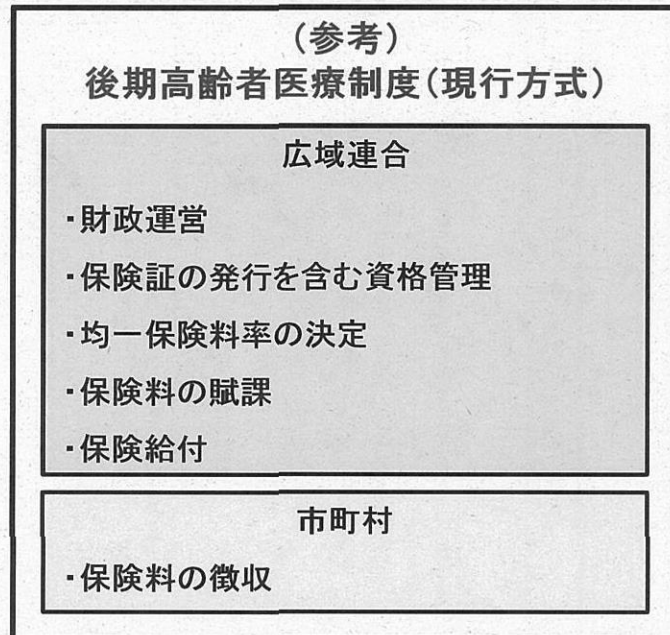 (参考)
後期高齢者医療制度(現行方式)
広域連合
・財政運営
・保険証の発行を含む資格管理
・均一保険料率の決定
・保険料の賦課
・保険給付
市町村
・保険料の徴収